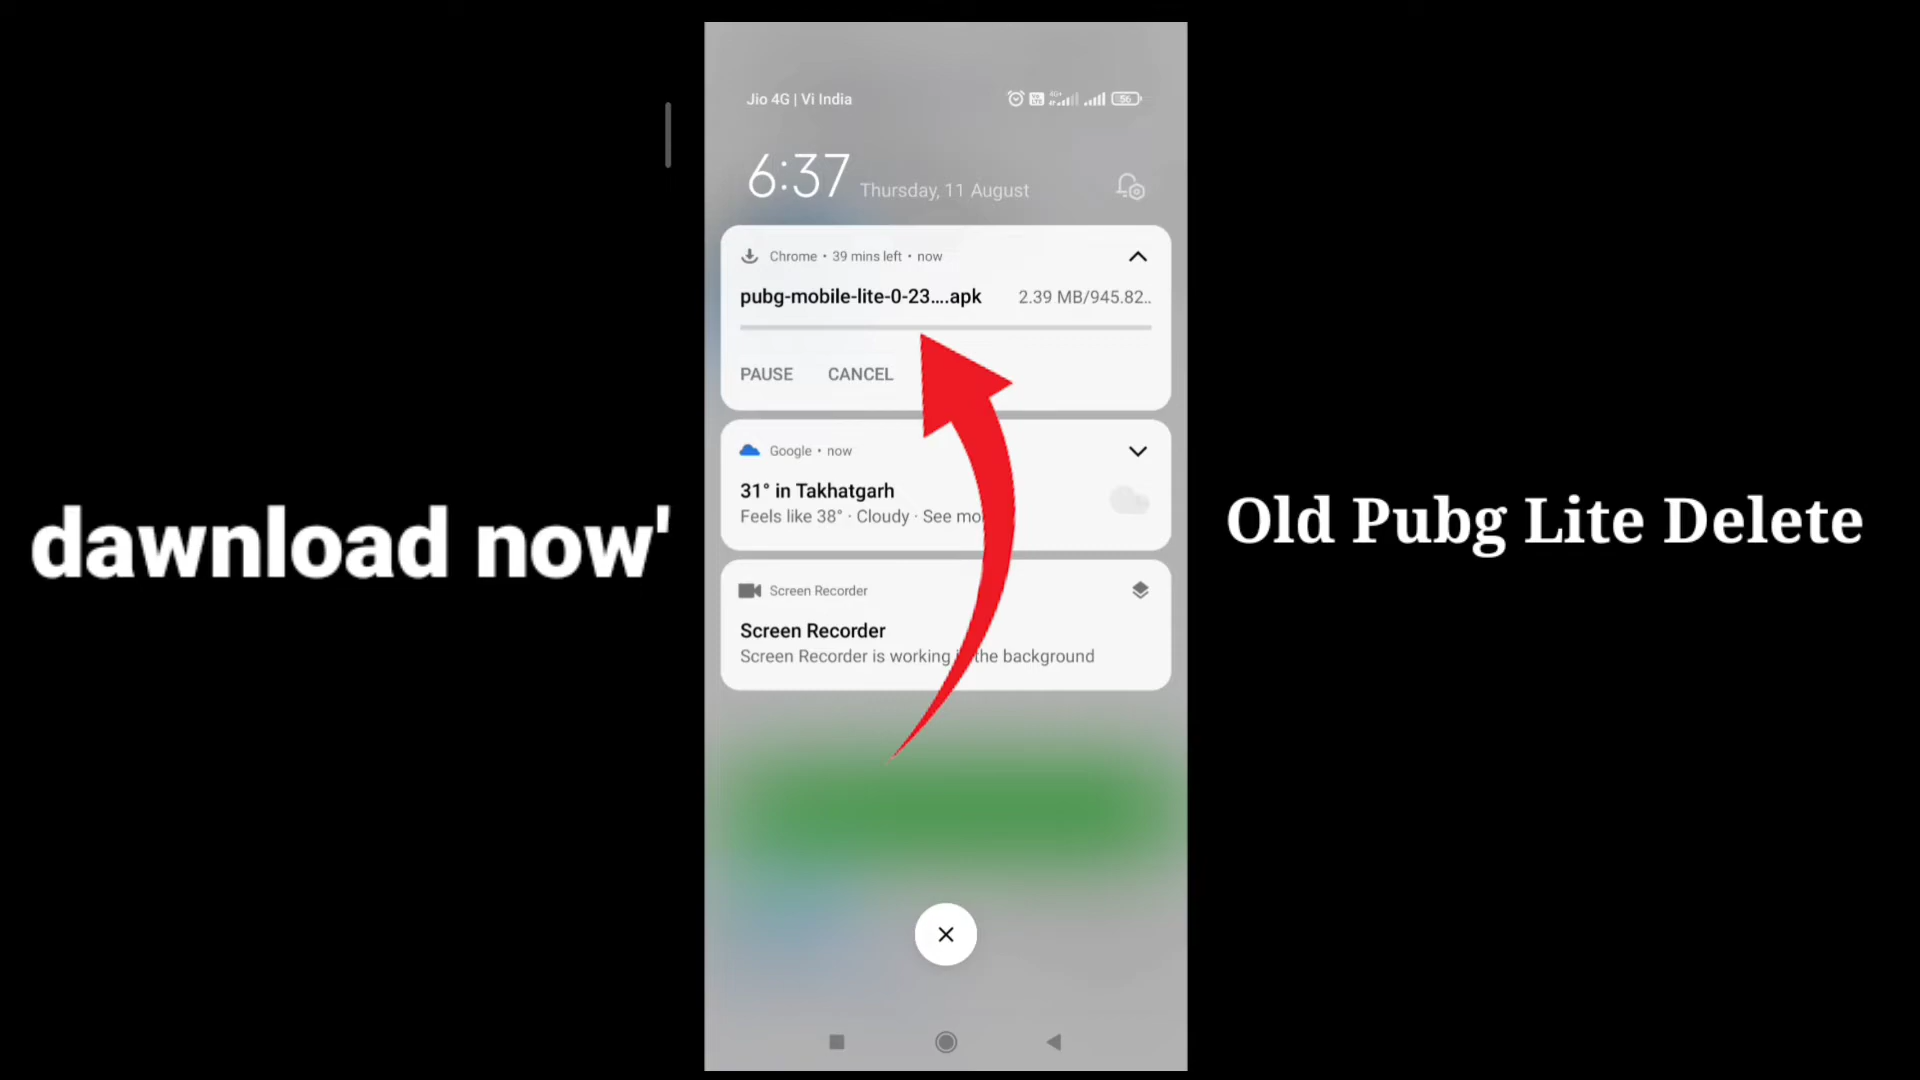 Jio 4G | Vi India
56
6:37 Thursday, 11 August
Chrome • 39 mins left • now
pubg-mobile-lite-0-23....apk 2.39 MB/945.82..
PAUSE CANCEL
Google • now
31° in Takhatgarh
Feels like 38° · Cloudy · See mo
Screen Recorder
Screen Recorder
Screen Recorder is working the background
dawnload now'
Old Pubg Lite Delete